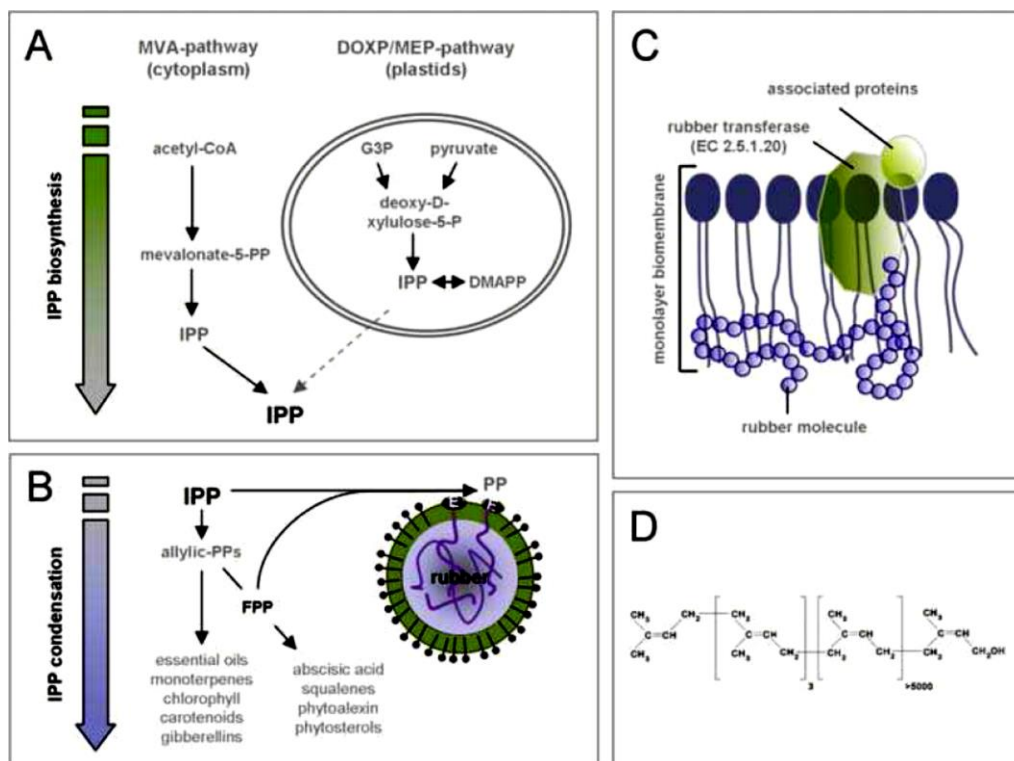 A
MVA-pathway
(cytoplasm)
DOXP/MEP-pathway
(plastids)
IPP biosynthesis
acetyl-CoA
mevalonate-5-PP
IPP
G3P
pyruvate
deoxy-D-
xylulose-5-P
IPP
DMAPP
IPP
B
IPP condensation
IPP
PP
allylic-PPs
FPP
E
E
rubber
essential oils
monoterpenes
chlorophyll
carotenoids
gibberellins
abscisic acid
squalenes
phytoalexin
phytosterols
C
associated proteins
rubber transferase
(EC 2.5.1.20)
monolayer biomembrane
rubber molecule
D
CH₃ CH₂ CH₃ CH₃ CH₃
C=CH C=CH C=CH C=CH
CH₃ CH₃ CH₂ CH₃ CH₂ CH₃ CH₂OH
3 >5000